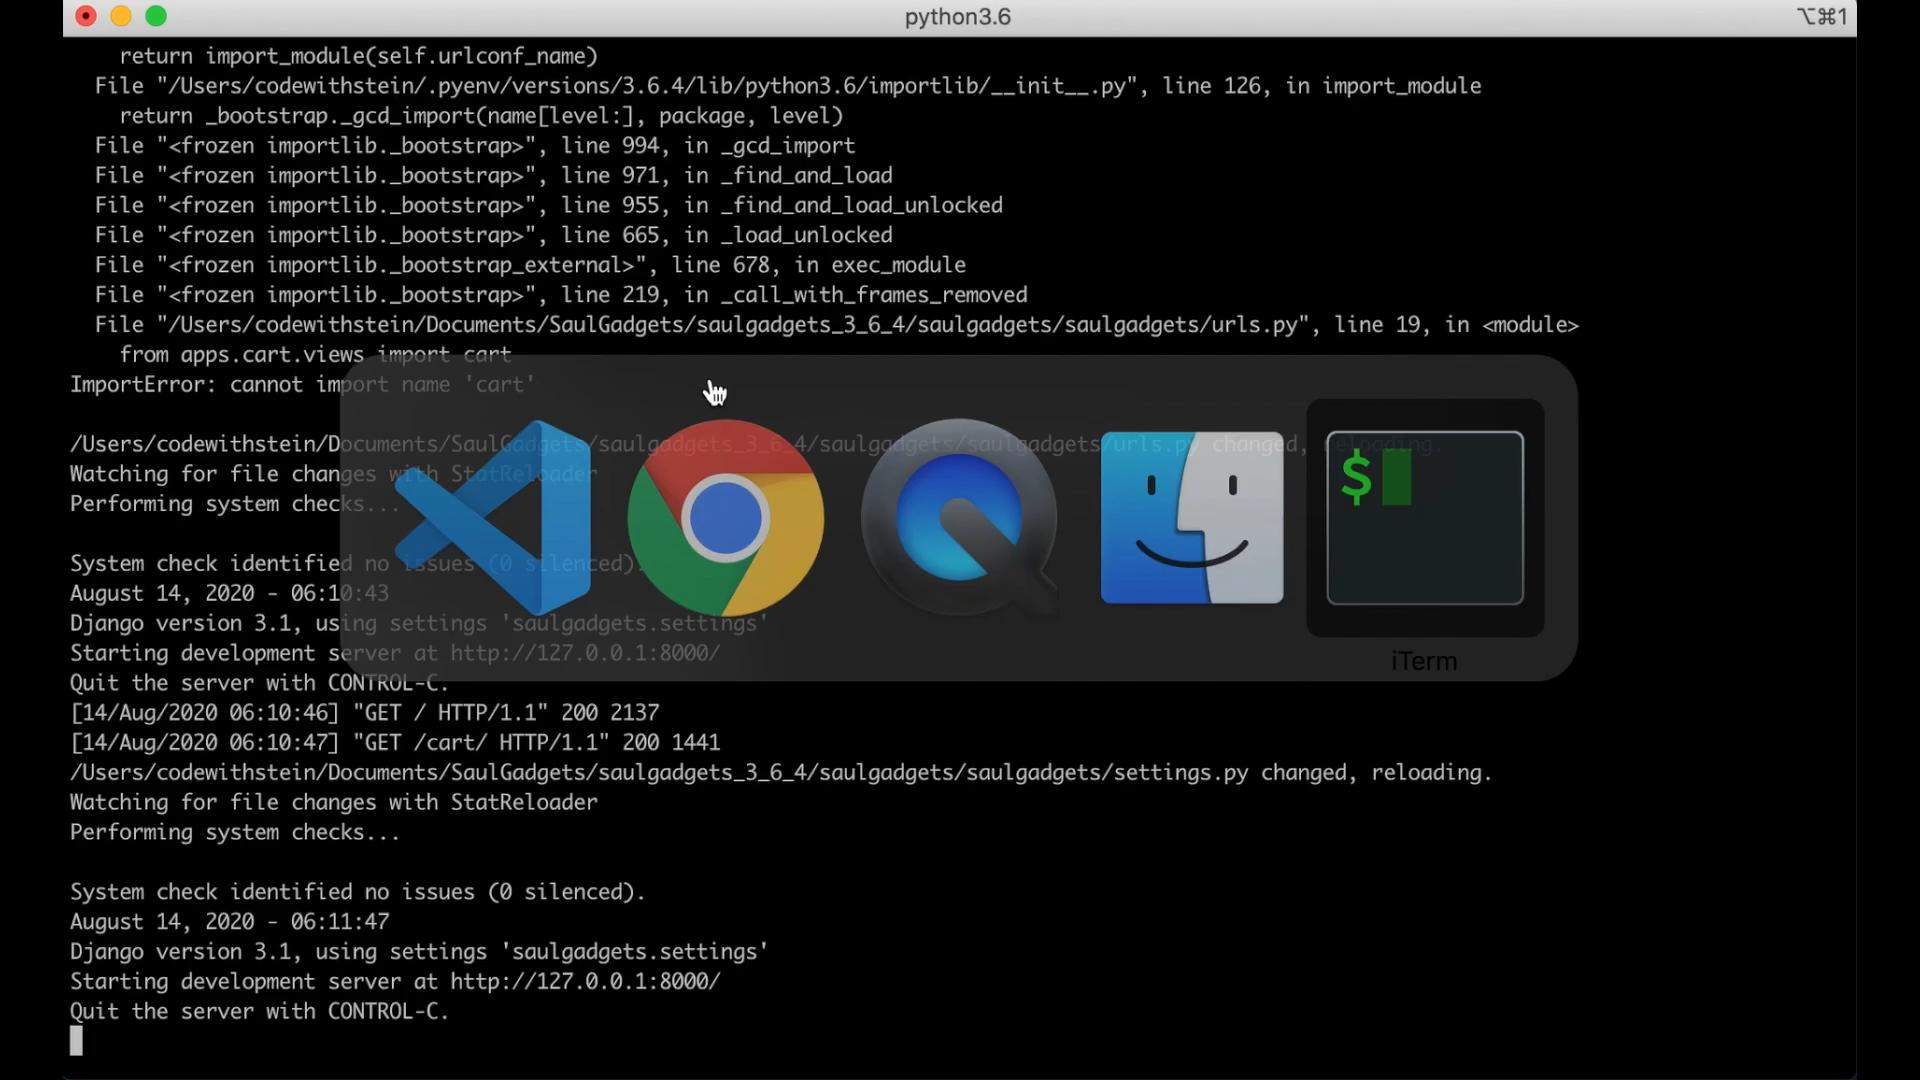 python3.6
⌥⌘1
return import_module(self.urlconf_name)
File "/Users/codewithstein/.pyenv/versions/3.6.4/lib/python3.6/importlib/__init__.py", line 126, in import_module
return _bootstrap._gcd_import(name[level:], package, level)
File "<frozen importlib._bootstrap>", line 994, in _gcd_import
File "<frozen importlib._bootstrap>", line 971, in _find_and_load
File "<frozen importlib._bootstrap>", line 955, in _find_and_load_unlocked
File "<frozen importlib._bootstrap>", line 665, in _load_unlocked
File "<frozen importlib._bootstrap_external>", line 678, in exec_module
File "<frozen importlib._bootstrap>", line 219, in _call_with_frames_removed
File "/Users/codewithstein/Documents/SaulGadgets/saulgadgets_3_6_4/saulgadgets/saulgadgets/urls.py", line 19, in <module>
from apps.cart.views import cart
ImportError: cannot import name 'cart'
/Users/codewithstein/Documents/SaulGadgets/saulgadgets_3_6_4/saulgadgets/saulgadgets/urls.py changed, reloading.
Watching for file changes with StatReloader
Performing system checks...
System check identified no issues (0 silenced).
August 14, 2020 - 06:10:43
Django version 3.1, using settings 'saulgadgets.settings'
Starting development server at http://127.0.0.1:8000/
Quit the server with CONTROL-C.
$
iTerm
[14/Aug/2020 06:10:46] "GET / HTTP/1.1" 200 2137
[14/Aug/2020 06:10:47] "GET /cart/ HTTP/1.1" 200 1441
/Users/codewithstein/Documents/SaulGadgets/saulgadgets_3_6_4/saulgadgets/saulgadgets/settings.py changed, reloading.
Watching for file changes with StatReloader
Performing system checks...
System check identified no issues (0 silenced).
August 14, 2020 - 06:11:47
Django version 3.1, using settings 'saulgadgets.settings'
Starting development server at http://127.0.0.1:8000/
Quit the server with CONTROL-C.